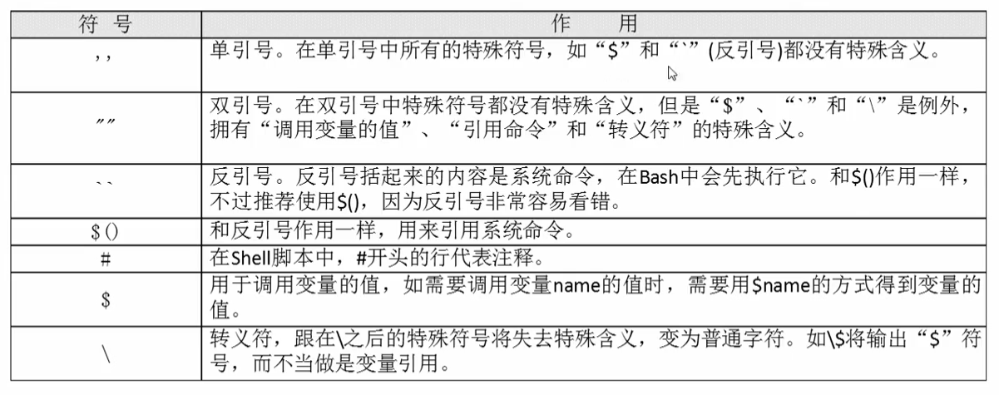 符 号 作 用
'' 单引号。在单引号中所有的特殊符号，如“$”和“`”(反引号)都没有特殊含义。
"" 双引号。在双引号中特殊符号都没有特殊含义，但是“$”、“`”和“\”是例外，
拥有“调用变量的值”、“引用命令”和“转义符”的特殊含义。
`` 反引号。反引号括起来的内容是系统命令，在Bash中会先执行它。和$()作用一样，
不过推荐使用$()，因为反引号非常容易看错。
$() 和反引号作用一样，用来引用系统命令。
# 在Shell脚本中，#开头的行代表注释。
$ 用于调用变量的值，如需要调用变量name的值时，需要用$name的方式得到变量的
值。
\ 转义符，跟在\之后的特殊符号将失去特殊含义，变为普通字符。如\$将输出“$”符
号，而不当做是变量引用。